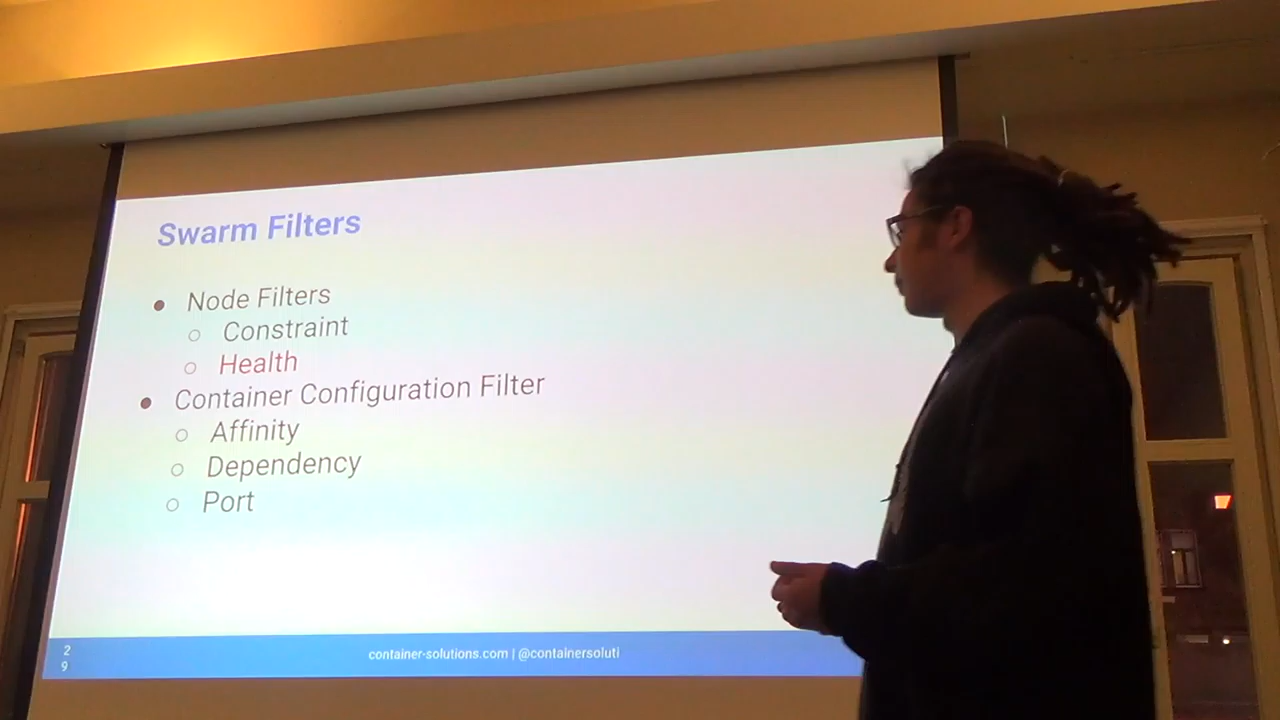 Swarm Filters
● Node Filters
○ Constraint
○ Health
● Container Configuration Filter
○ Affinity
○ Dependency
○ Port
2
9
container-solutions.com | @containersoluti